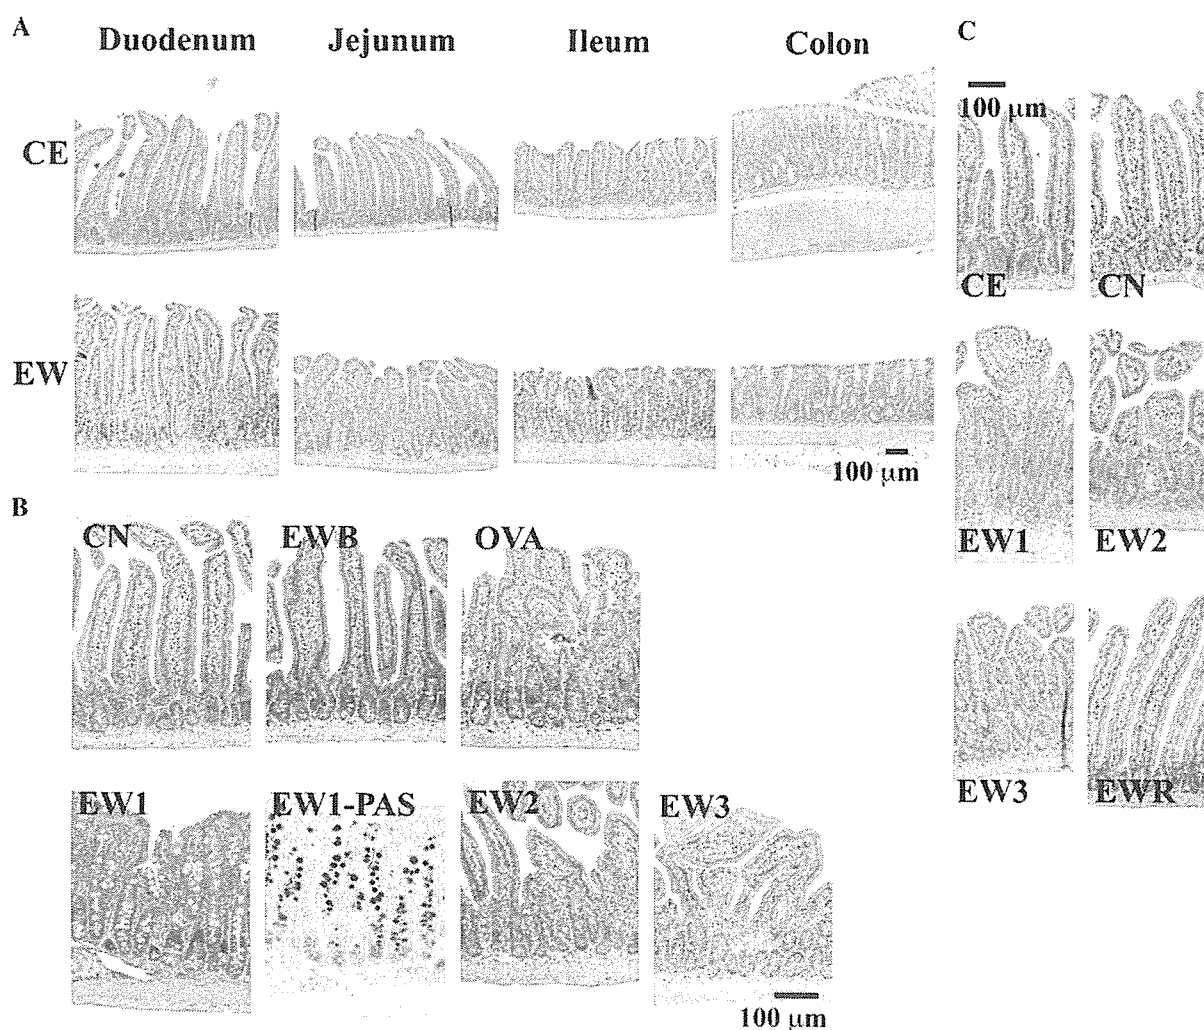 A
Duodenum Jejunum Ileum Colon
CE
EW
100 μm
B
CN EWB OVA
EW1 EW1-PAS EW2 EW3
100 μm
C
100 μm
CE CN
EW1 EW2
EW3 EWR